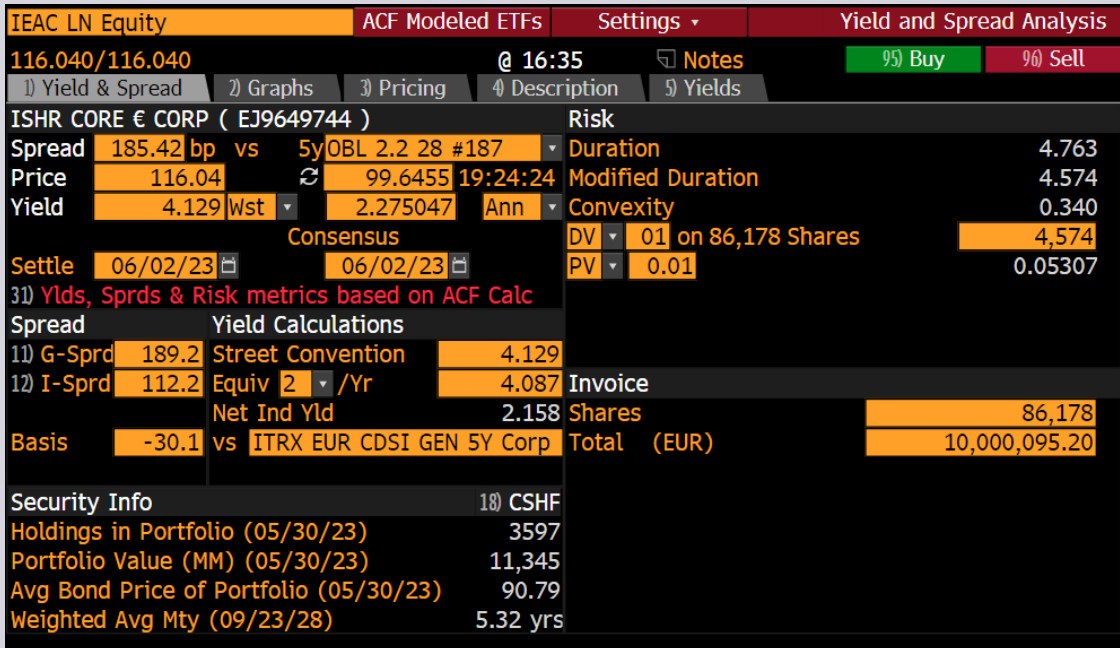 IEAC LN Equity ACF Modeled ETFs Settings Yield and Spread Analysis
116.040/116.040 @ 16:35 Notes 95) Buy 96) Sell
1) Yield & Spread 2) Graphs 3) Pricing 4) Description 5) Yields
ISHR CORE € CORP ( EJ9649744 ) Risk
Spread 185.42 bp vs 5y OBL 2.2 28 #187 Duration 4.763
Price 116.04 99.6455 19:24:24 Modified Duration 4.574
Yield 4.129 Wst 2.275047 Ann Convexity 0.340
Consensus DV 01 on 86,178 Shares 4,574
Settle 06/02/23 06/02/23 PV 0.01 0.05307
31) Ylds, Sprds & Risk metrics based on ACF Calc
Spread Yield Calculations
11) G-Sprd 189.2 Street Convention 4.129
12) I-Sprd 112.2 Equiv 2 /Yr 4.087 Invoice
Net Ind Yld 2.158 Shares 86,178
Basis -30.1 vs ITRX EUR CDSI GEN 5Y Corp Total (EUR) 10,000,095.20
Security Info 18) CSHF
Holdings in Portfolio (05/30/23) 3597
Portfolio Value (MM) (05/30/23) 11,345
Avg Bond Price of Portfolio (05/30/23) 90.79
Weighted Avg Mty (09/23/28) 5.32 yrs